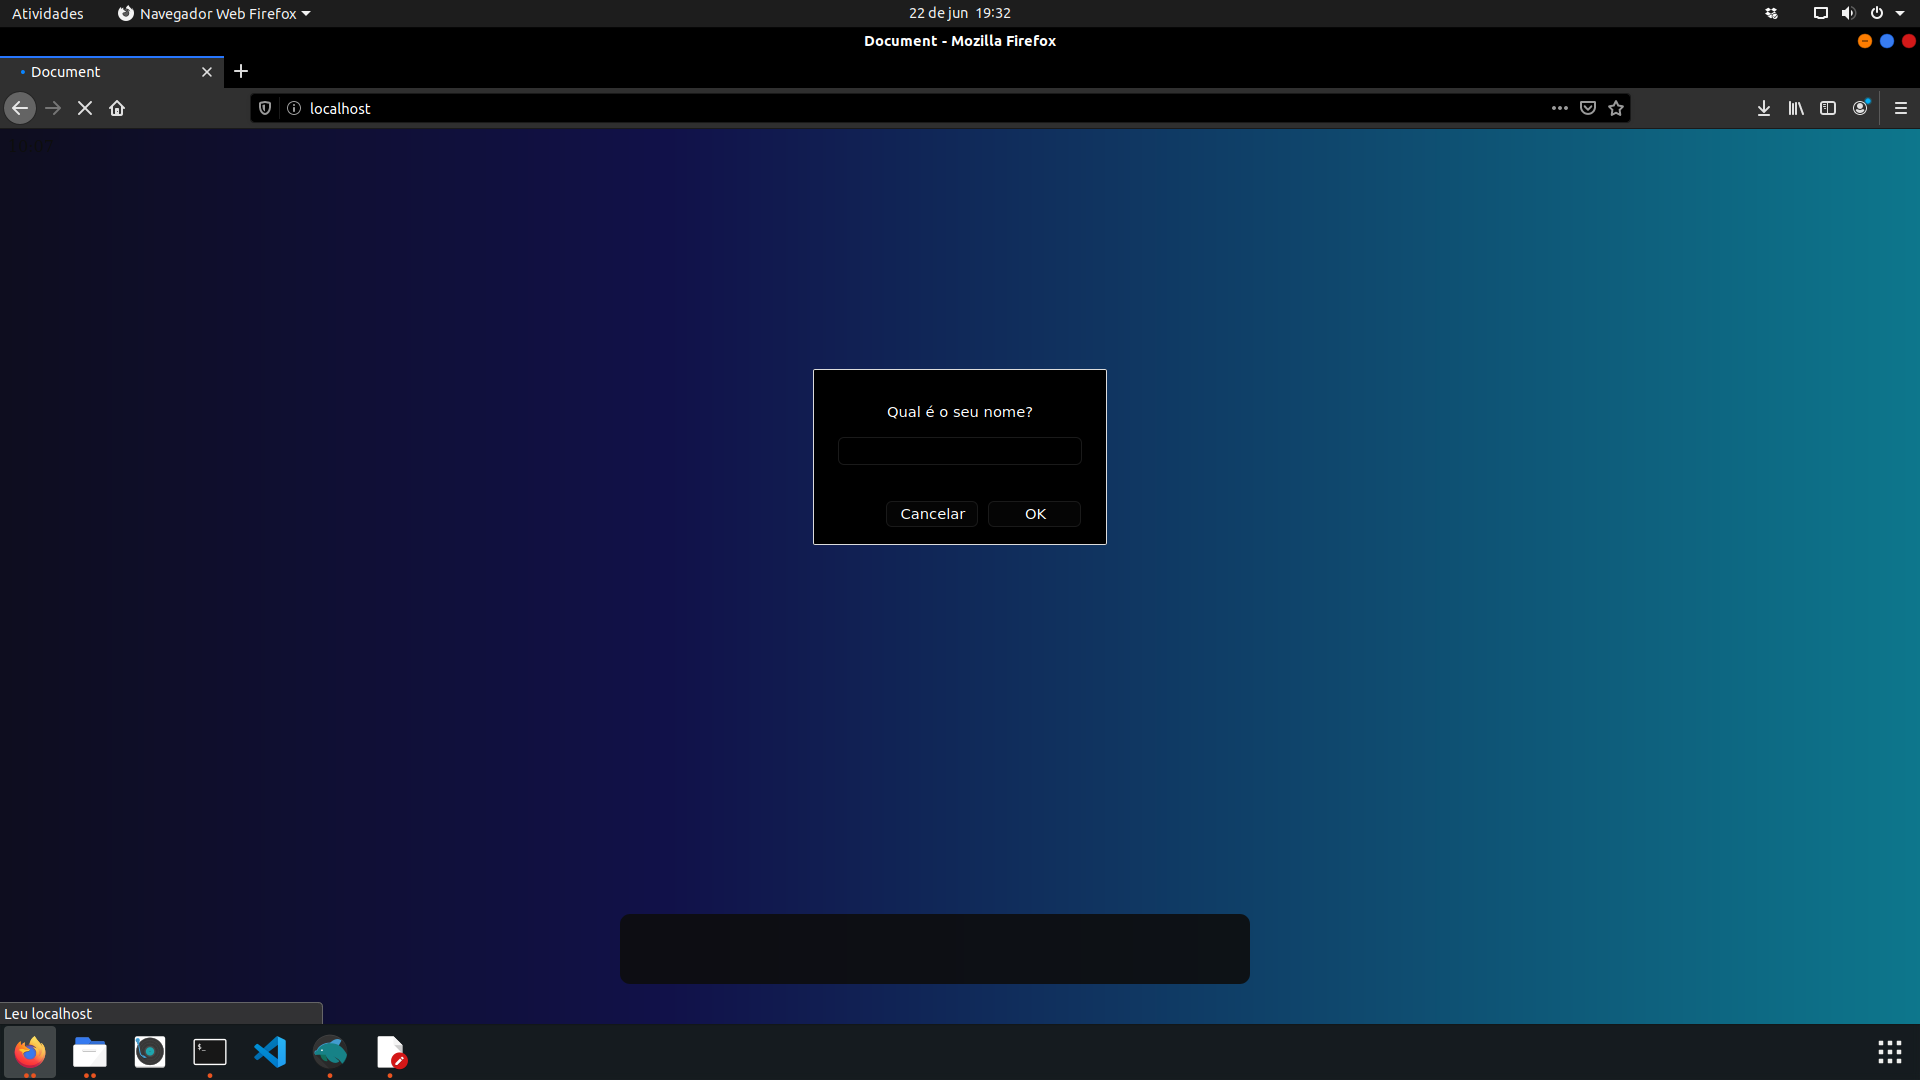 Atividades
Navegador Web Firefox
22 de jun 19:32
Document - Mozilla Firefox
Document
localhost
Qual é o seu nome?
Cancelar
OK
Leu localhost
$_